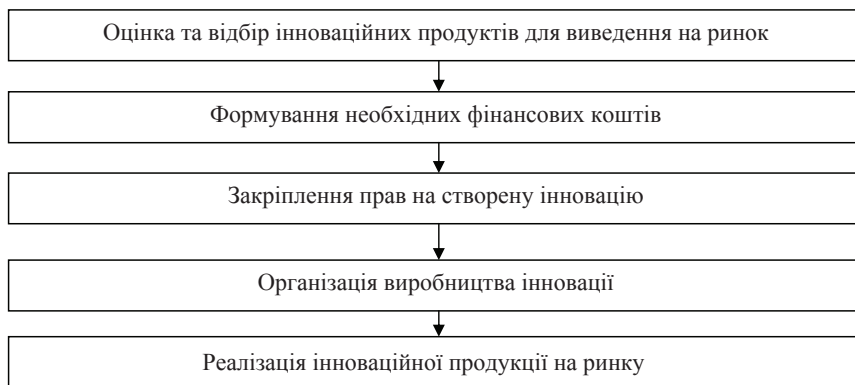 Оцінка та відбір інноваційних продуктів для виведення на ринок
Формування необхідних фінансових коштів
Закріплення прав на створену інновацію
Організація виробництва інновації
Реалізація інноваційної продукції на ринку